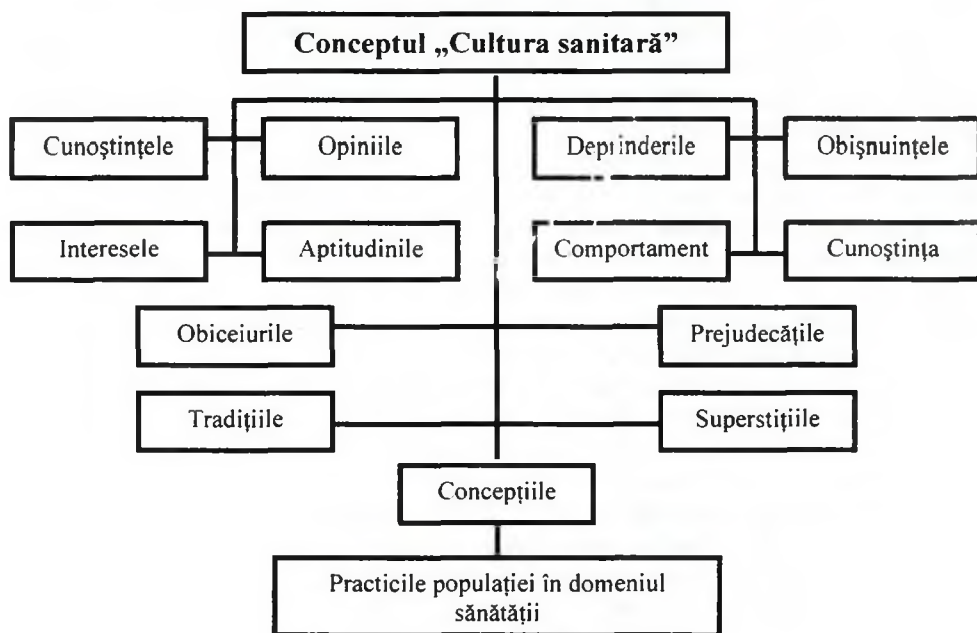 Conceptul „Cultura sanitară”
Cunoştinţele
Opiniile
Deprinderile
Obişnuinţele
Interesele
Aptitudinile
Comportament
Cunoştinţa
Obiceiurile
Prejudecăţile
Tradiţiile
Superstiţiile
Concepţiile
Practicile populaţiei în domeniul
sănătăţii